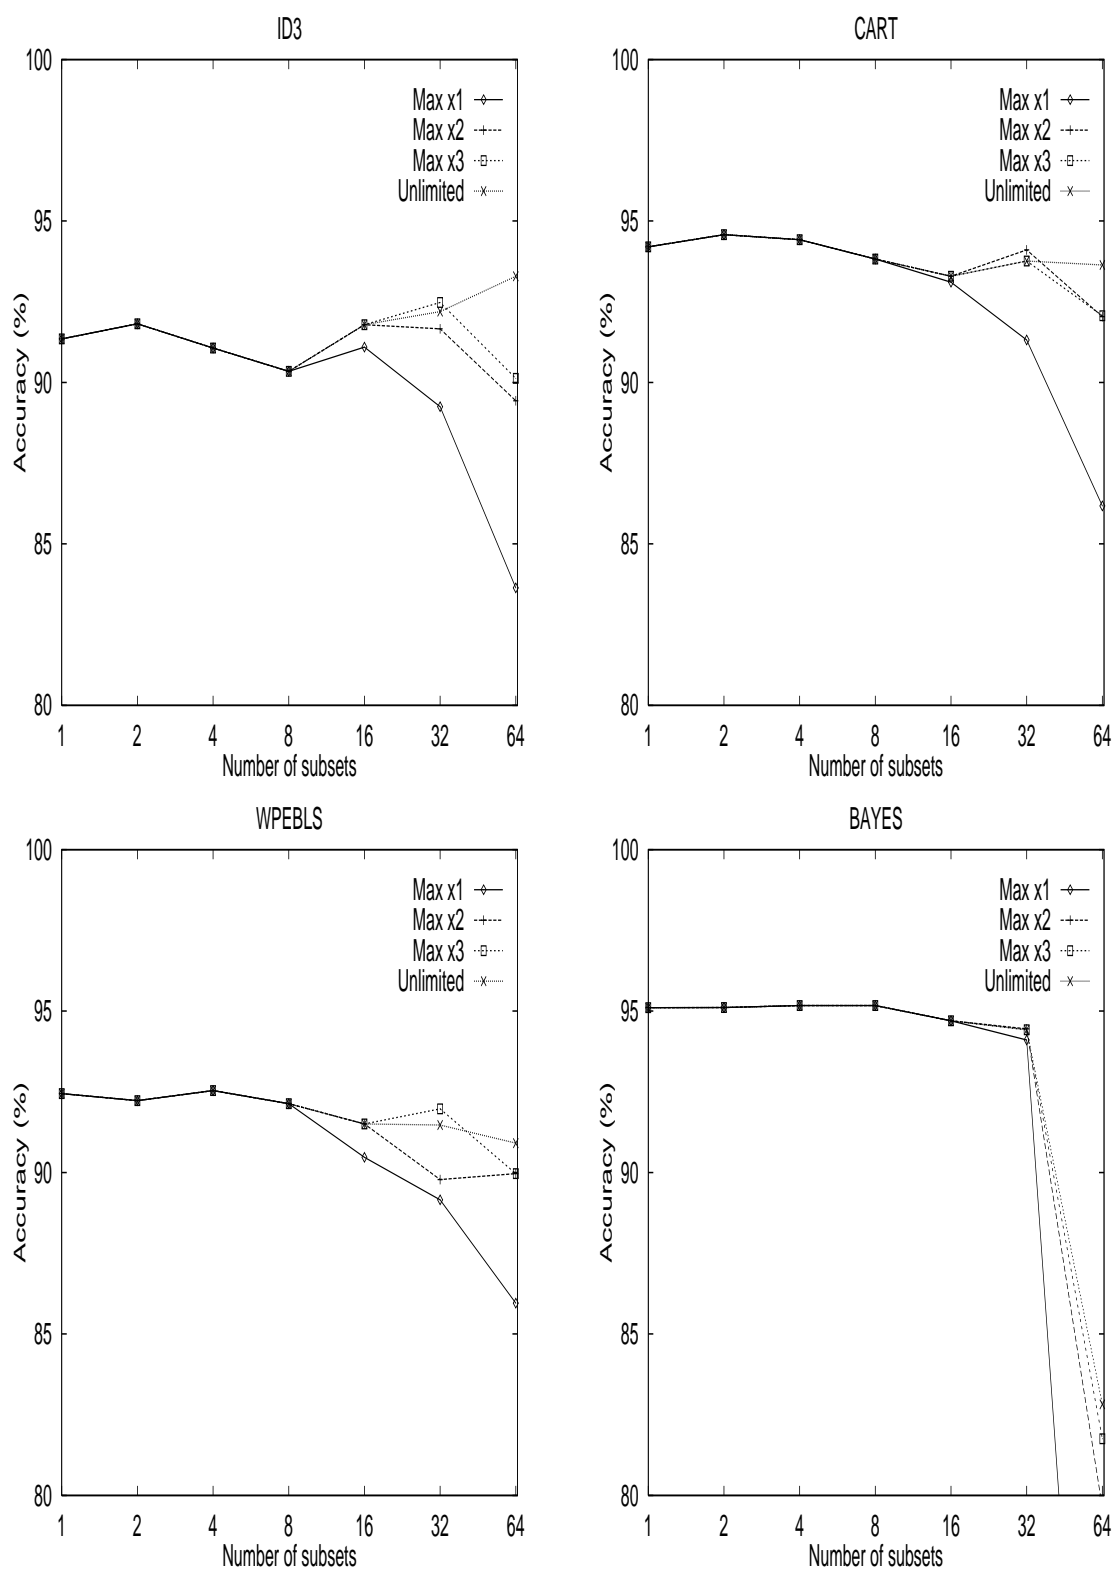 ID3
100
95
90
85
80
Accuracy (%)
Max x1
Max x2
Max x3
Unlimited
1 2 4 8 16 32 64
Number of subsets
CART
100
95
90
85
80
Accuracy (%)
Max x1
Max x2
Max x3
Unlimited
1 2 4 8 16 32 64
Number of subsets
WPEBLS
100
95
90
85
80
Accuracy (%)
Max x1
Max x2
Max x3
Unlimited
1 2 4 8 16 32 64
Number of subsets
BAYES
100
95
90
85
80
Accuracy (%)
Max x1
Max x2
Max x3
Unlimited
1 2 4 8 16 32 64
Number of subsets